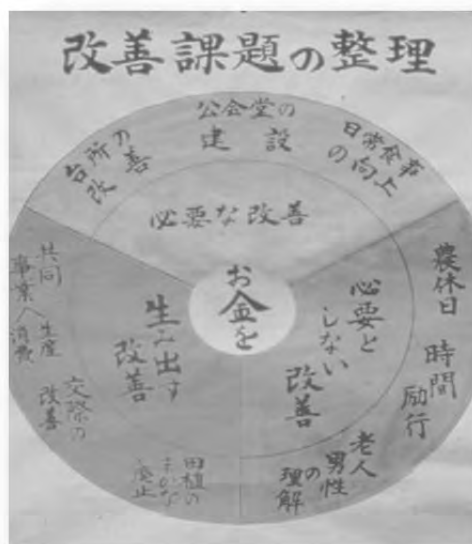 改善課題の整理
台所の
改善
公会堂の
建設
日常食事
の向上
必要な改善
お金を
生み出す
改善
必要と
しない
改善
共同
事業
生産
消費
交際の
改善
田植の
まかない
廃止
農休日
時間
励行
老人
男性
の
理解